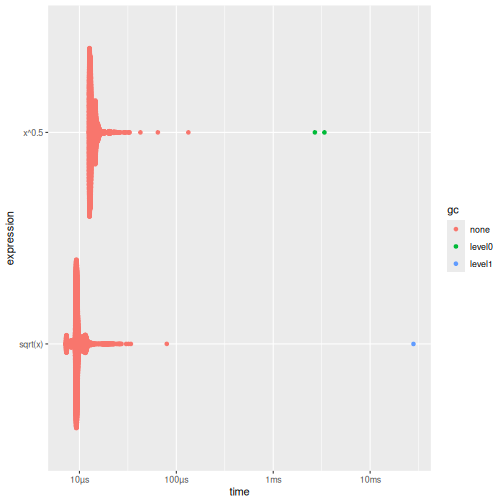 x^0.5
sqrt(x)
expression
10µs
100µs
1ms
10ms
time
gc
none
level0
level1